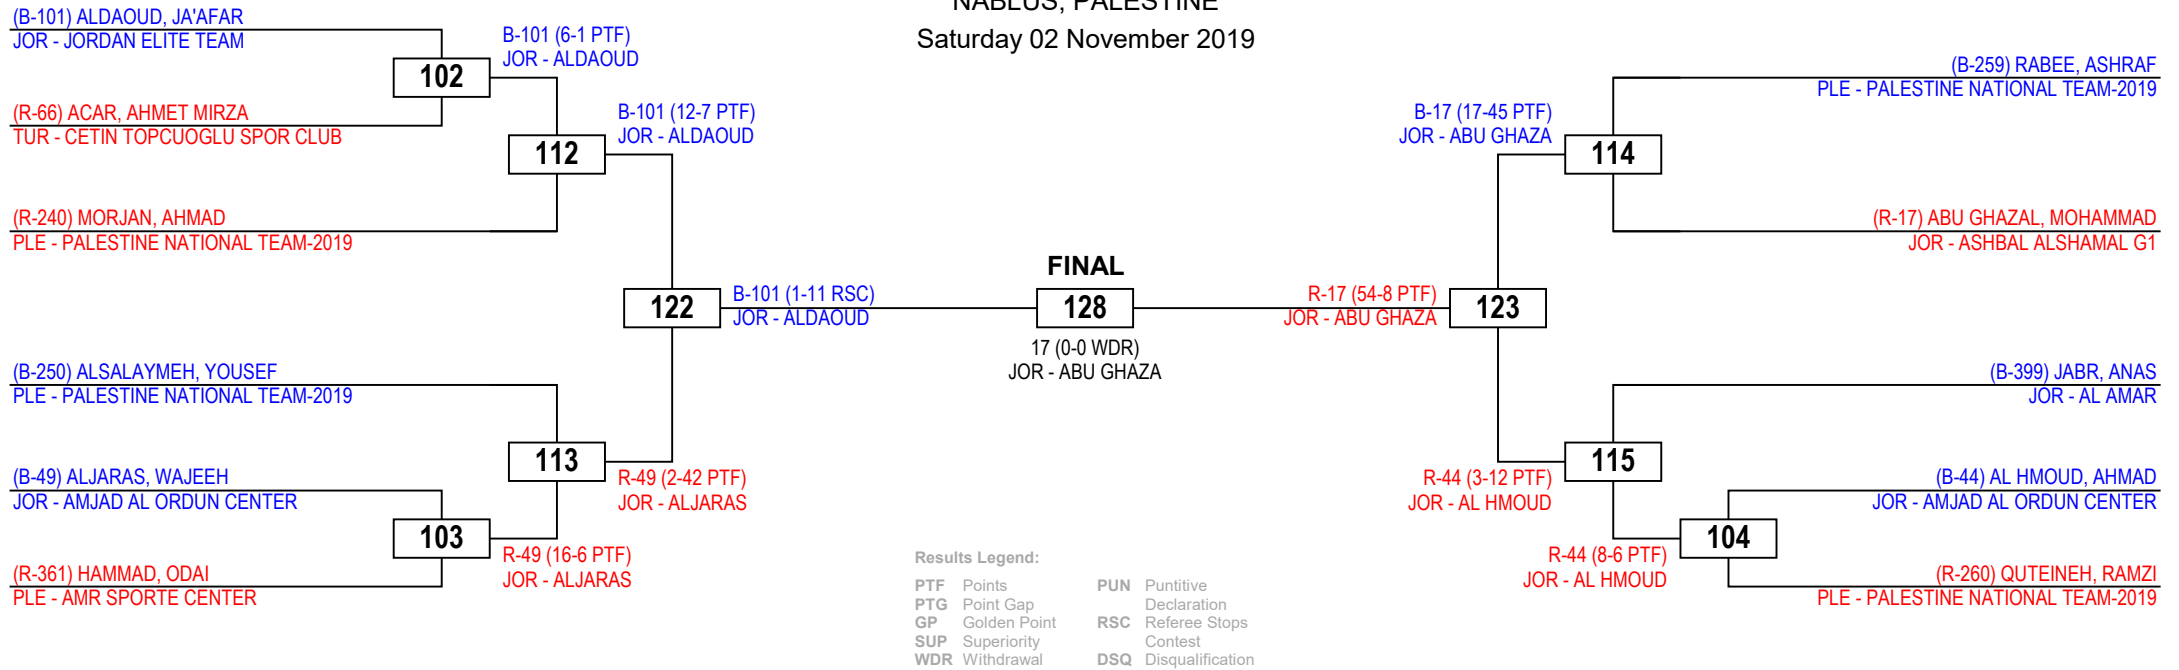 NABLUS, PALESTINE
Saturday 02 November 2019
(B-101) ALDAOUD, JA'AFAR
JOR - JORDAN ELITE TEAM
B-101 (6-1 PTF)
JOR - ALDAOUD
102
(R-66) ACAR, AHMET MIRZA
TUR - CETIN TOPCUOGLU SPOR CLUB
B-101 (12-7 PTF)
JOR - ALDAOUD
112
(R-240) MORJAN, AHMAD
PLE - PALESTINE NATIONAL TEAM-2019
122
B-101 (1-11 RSC)
JOR - ALDAOUD
(B-250) ALSALAYMEH, YOUSEF
PLE - PALESTINE NATIONAL TEAM-2019
113
R-49 (2-42 PTF)
JOR - ALJARAS
(B-49) ALJARAS, WAJEEH
JOR - AMJAD AL ORDUN CENTER
103
R-49 (16-6 PTF)
JOR - ALJARAS
(R-361) HAMMAD, ODAI
PLE - AMR SPORTE CENTER
FINAL
128
17 (0-0 WDR)
JOR - ABU GHAZA
(B-259) RABEE, ASHRAF
PLE - PALESTINE NATIONAL TEAM-2019
B-17 (17-45 PTF)
JOR - ABU GHAZA
114
(R-17) ABU GHAZAL, MOHAMMAD
JOR - ASHBAL ALSHAMAL G1
R-17 (54-8 PTF)
JOR - ABU GHAZA
123
(B-399) JABR, ANAS
JOR - AL AMAR
115
R-44 (3-12 PTF)
JOR - AL HMOUD
(B-44) AL HMOUD, AHMAD
JOR - AMJAD AL ORDUN CENTER
104
R-44 (8-6 PTF)
JOR - AL HMOUD
(R-260) QUTEINEH, RAMZI
PLE - PALESTINE NATIONAL TEAM-2019
Results Legend:
PTF Points PUN Puntitive
PTG Point Gap Declaration
GP Golden Point RSC Referee Stops
SUP Superiority Contest
WDR Withdrawal DSQ Disqualification